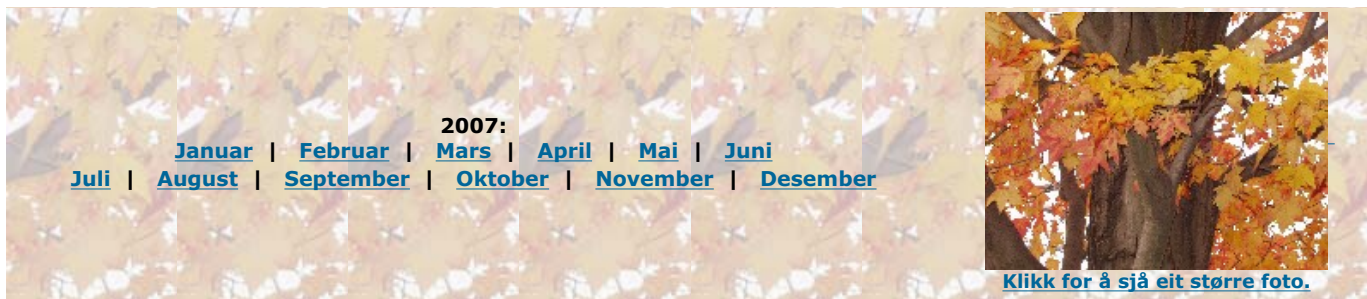 2007:
Januar | Februar | Mars | April | Mai | Juni
Juli | August | September | Oktober | November | Desember
Klikk for å sjå eit større foto.